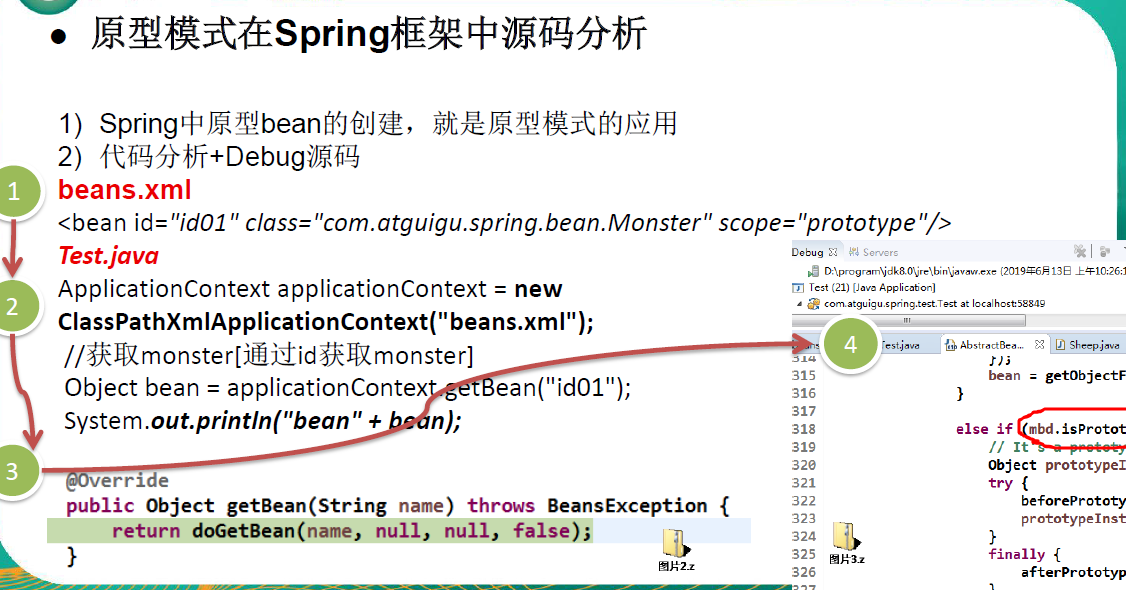 ● 原型模式在Spring框架中源码分析
1) Spring中原型bean的创建，就是原型模式的应用
2) 代码分析+Debug源码
1
beans.xml
<bean id="id01" class="com.atguigu.spring.bean.Monster" scope="prototype"/>
Test.java
2
ApplicationContext applicationContext = new
ClassPathXmlApplicationContext("beans.xml");
//获取monster[通过id获取monster]
Object bean = applicationContext.getBean("id01");
System.out.println("bean" + bean);
3
@Override
public Object getBean(String name) throws BeansException {
return doGetBean(name, null, null, false);
}
图片2.z
Debug Servers
D:\program\jdk8.0\jre\bin\javaw.exe (2019年6月13日 上午10:26:1
Test (21) [Java Application]
com.atguigu.spring.test.Test at localhost:58849
4
Test.java AbstractBea... Sheep.java
314 });
315 bean = getObjectF
316 }
317
318 else if (mbd.isProtot
319 // It's a prototy
320 Object prototypeI
321 try {
322 beforePrototy
323 prototypeInst
324 }
325 finally {
326 afterPrototyp
327 }
图片3.z